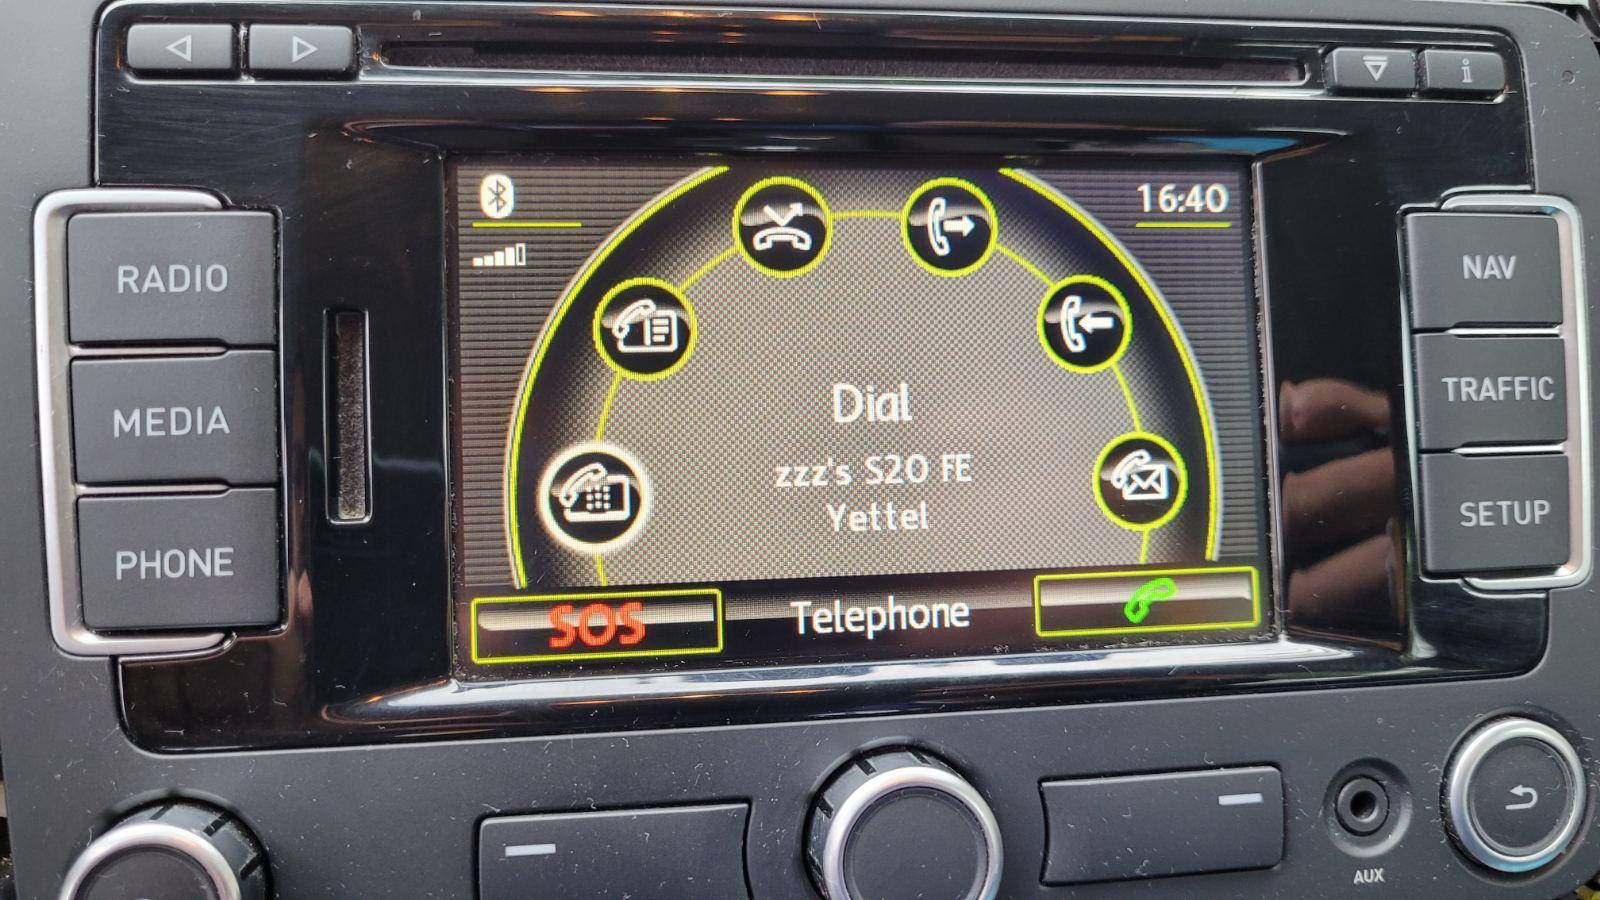 i
16:40
RADIO
NAV
MEDIA
TRAFFIC
Dial
zzz's S20 FE
Yettel
PHONE
SETUP
SOS
Telephone
AUX